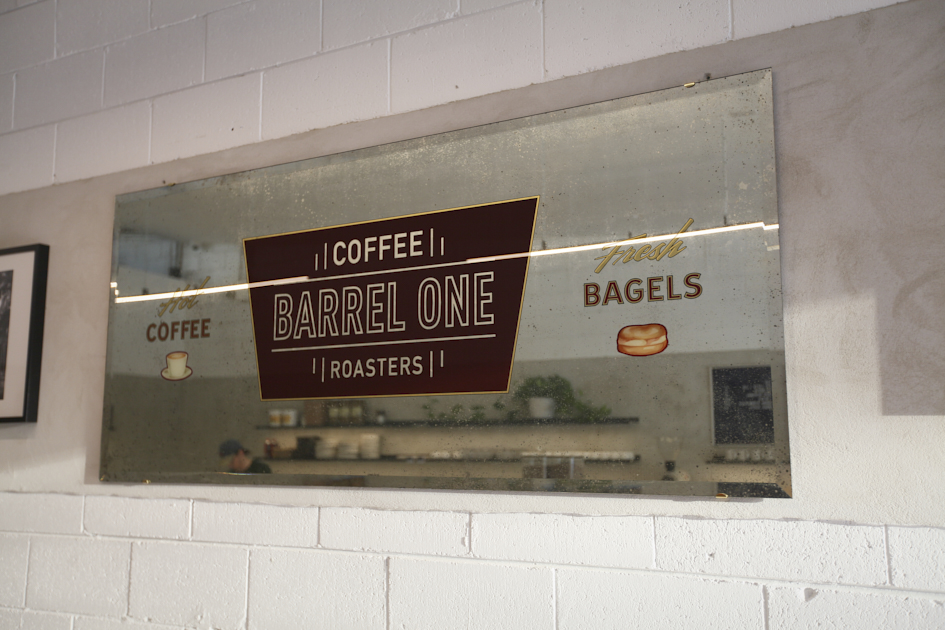 COFFEE
BARREL ONE
ROASTERS
Hot
COFFEE
Fresh
BAGELS